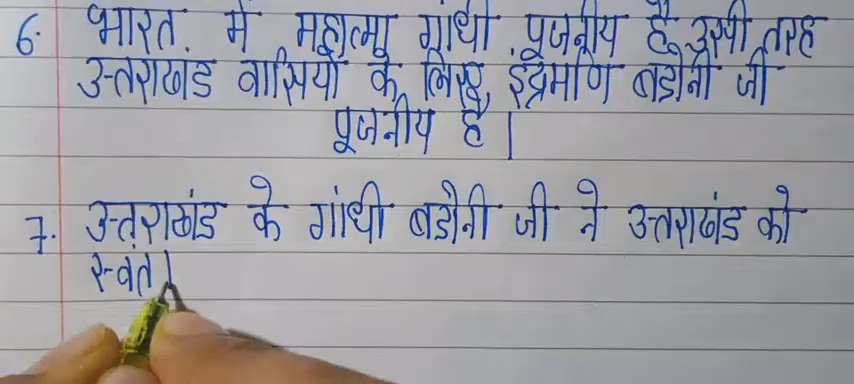 6. भारत में महात्मा गांधी पूजनीय है, उसी तरह
उत्तराखंड वासियों के लिए इंद्रमणि बडोनी जी
पूजनीय है।
7. उत्तराखंड के गांधी बडोनी जी ने उत्तराखंड को
स्वत